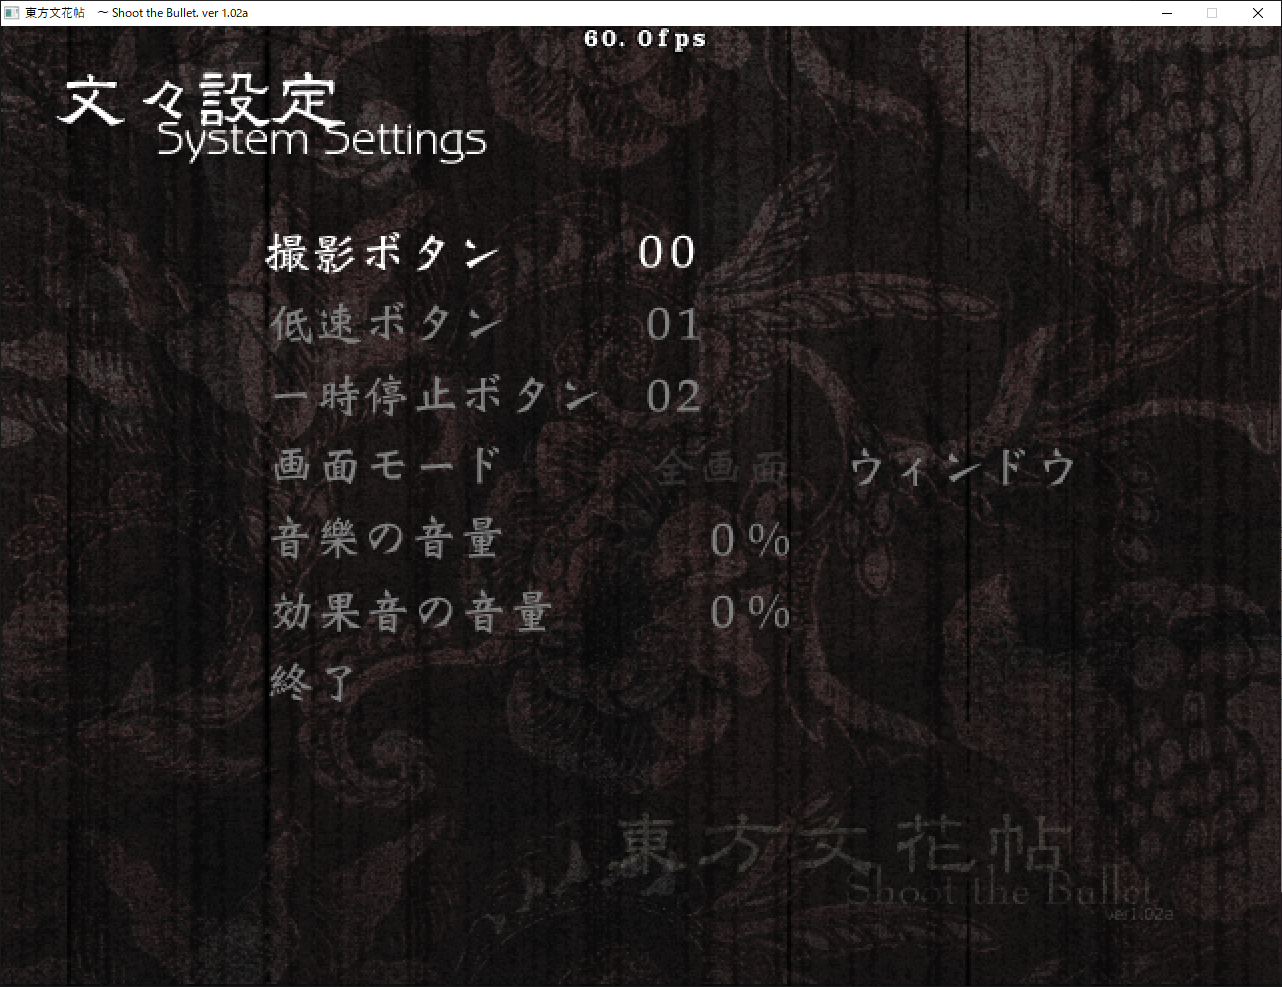 東方文花帖　～ Shoot the Bullet. ver 1.02a
60.0fps
文々設定
System Settings
撮影ボタン 00
低速ボタン 01
一時停止ボタン 02
画面モード 全画面 ウィンドウ
音樂の音量 0%
効果音の音量 0%
終了
東方文花帖
Shoot the Bullet.
ver1.02a